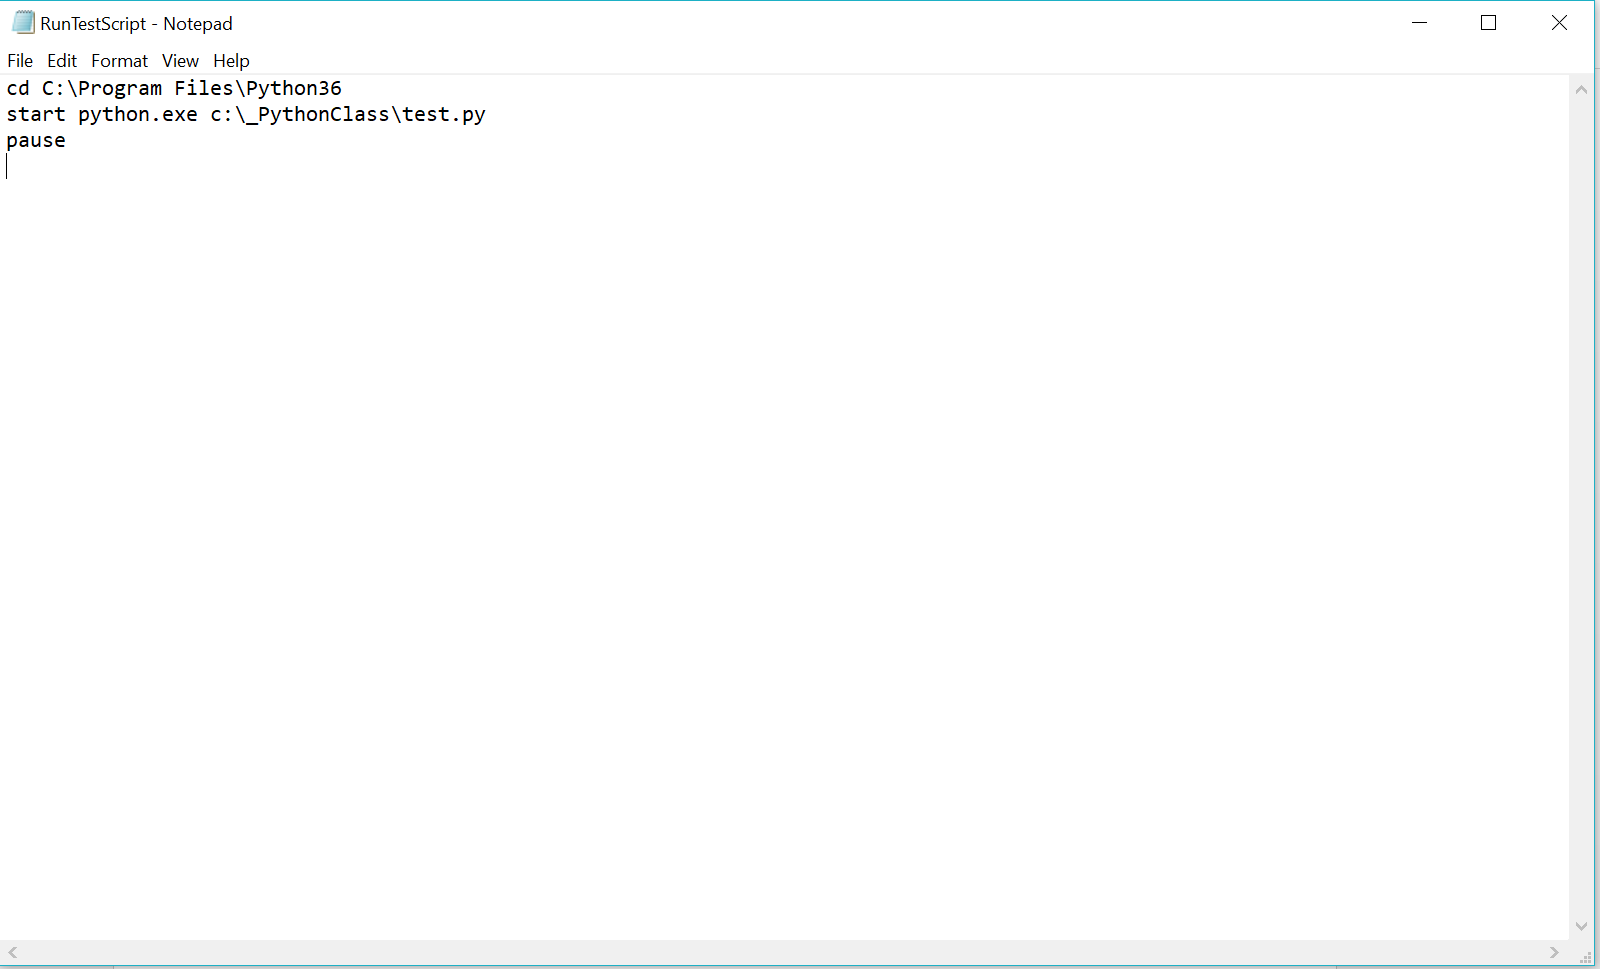 RunTestScript - Notepad
File Edit Format View Help
cd C:\Program Files\Python36
start python.exe c:\_PythonClass\test.py
pause